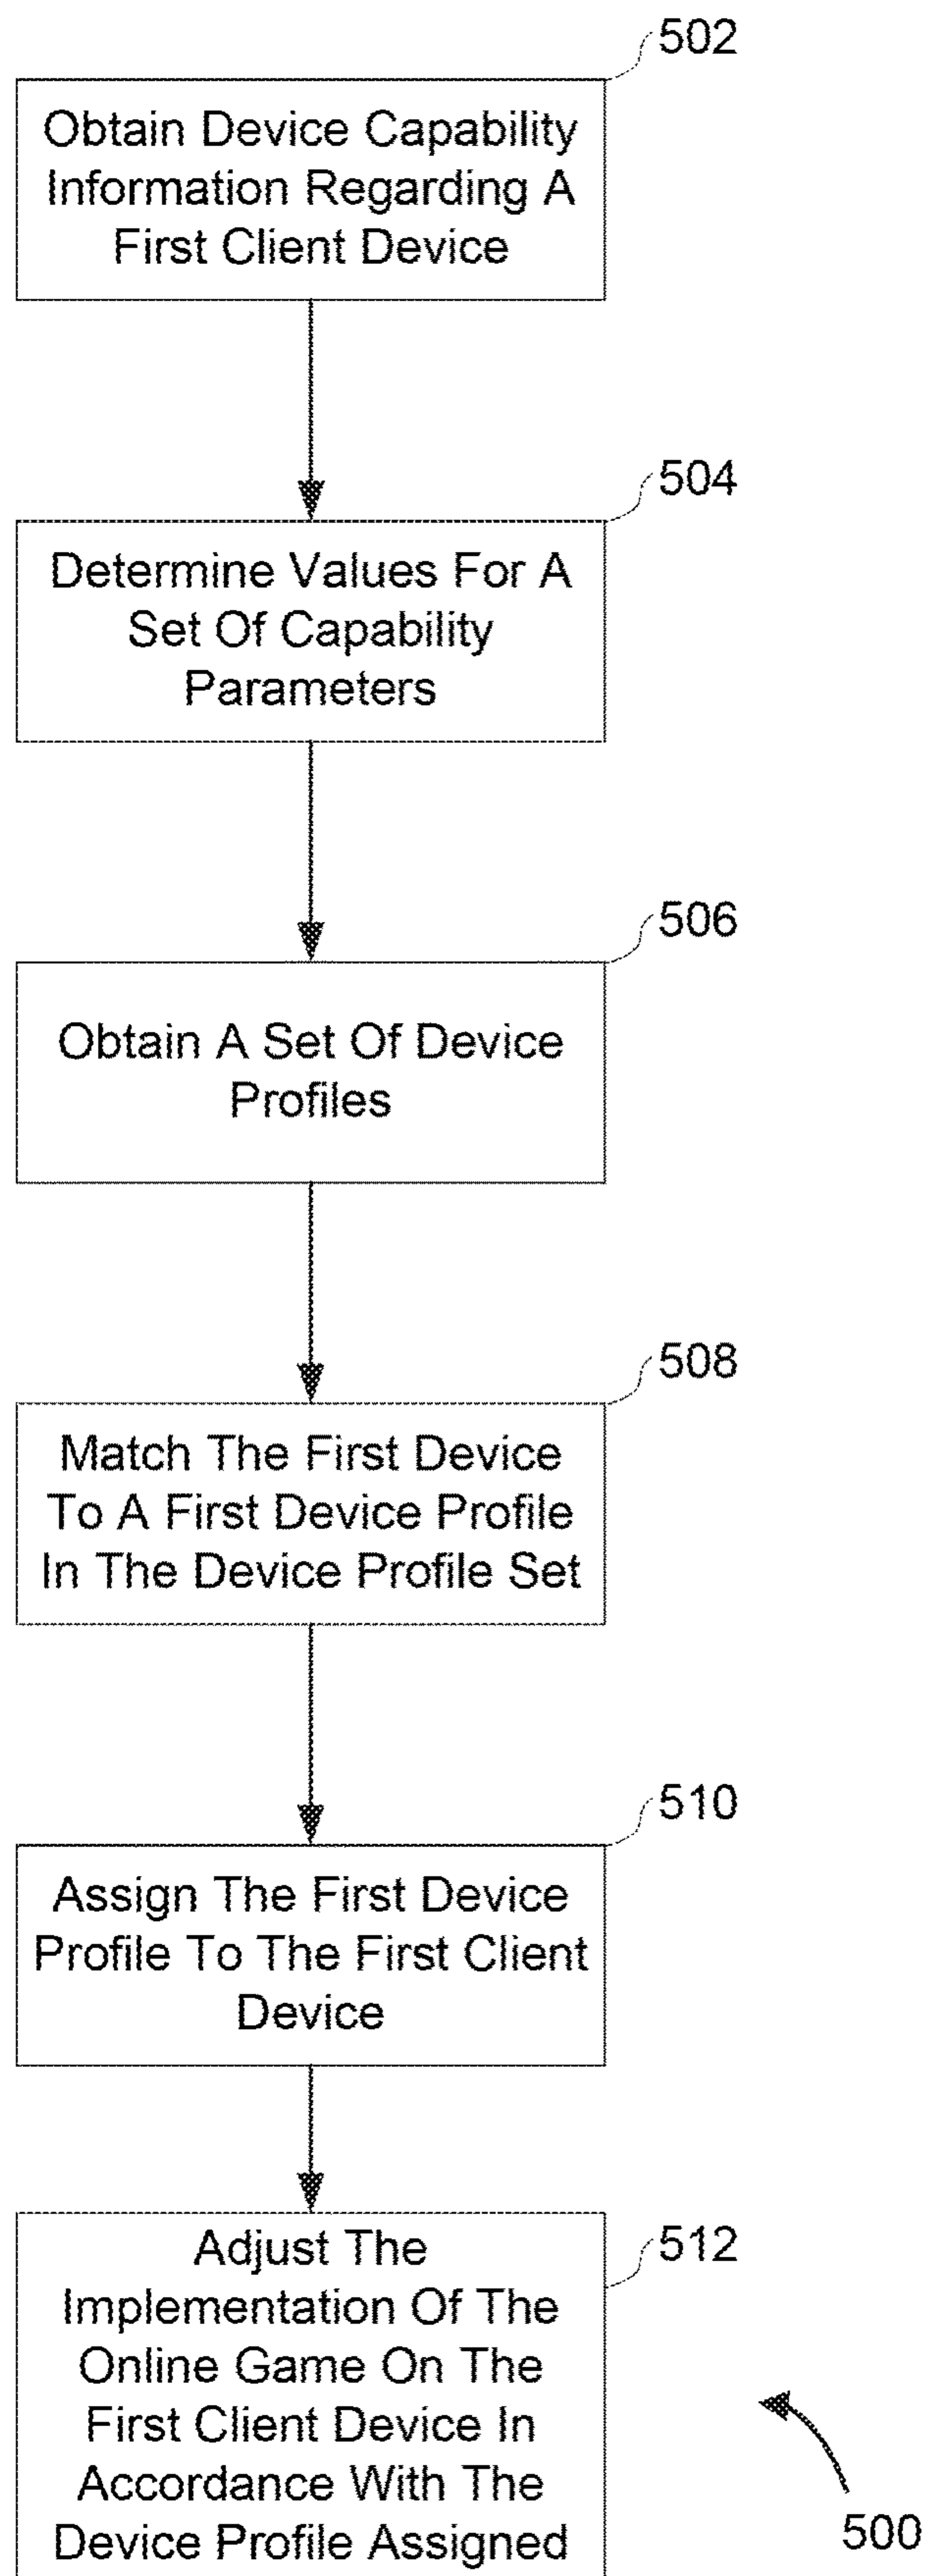 502
Obtain Device Capability
Information Regarding A
First Client Device
504
Determine Values For A
Set Of Capability
Parameters
506
Obtain A Set Of Device
Profiles
508
Match The First Device
To A First Device Profile
In The Device Profile Set
510
Assign The First Device
Profile To The First Client
Device
512
Adjust The
Implementation Of The
Online Game On The
First Client Device In
Accordance With The
Device Profile Assigned
500